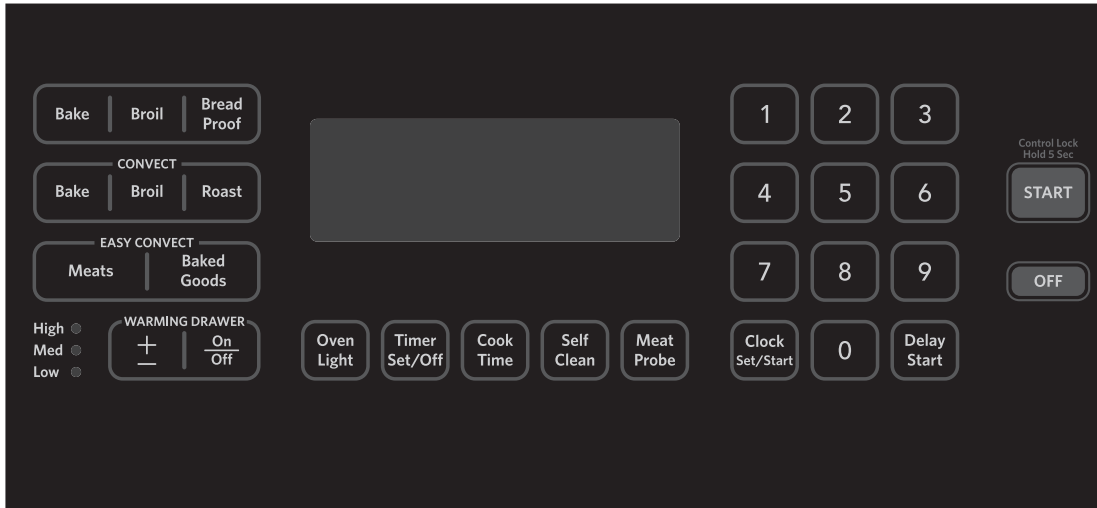 Bake
Broil
Bread
Proof
CONVECT
Bake
Broil
Roast
EASY CONVECT
Meats
Baked
Goods
High
Med
Low
WARMING DRAWER
+
−
On
Off
Oven
Light
Timer
Set/Off
Cook
Time
Self
Clean
Meat
Probe
1
2
3
4
5
6
7
8
9
Clock
Set/Start
0
Delay
Start
Control Lock
Hold 5 Sec
START
OFF